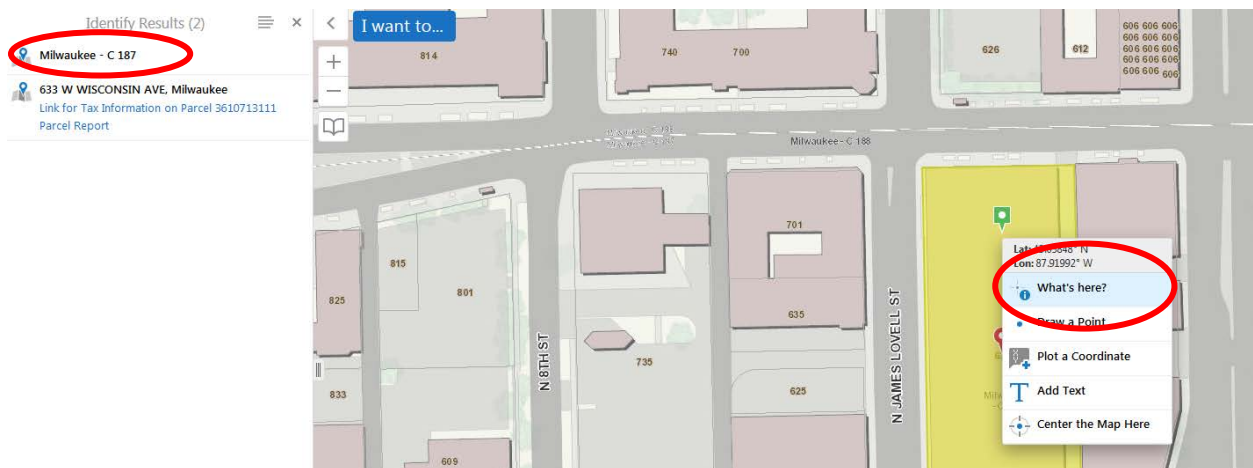 Identify Results (2)
Milwaukee - C 187
633 W WISCONSIN AVE, Milwaukee
Link for Tax Information on Parcel 3610713111
Parcel Report
I want to...
814
740
700
626
612
606 606 606
606 606 606
606 606 606
606 606 606
606 606 606
Milwaukee - C 188
701
815
801
825
635
735
833
625
609
N 8TH ST
N JAMES LOVELL ST
Lat:
N
Lon: 87.91992° W
What's here?
Draw a Point
Plot a Coordinate
Add Text
Center the Map Here